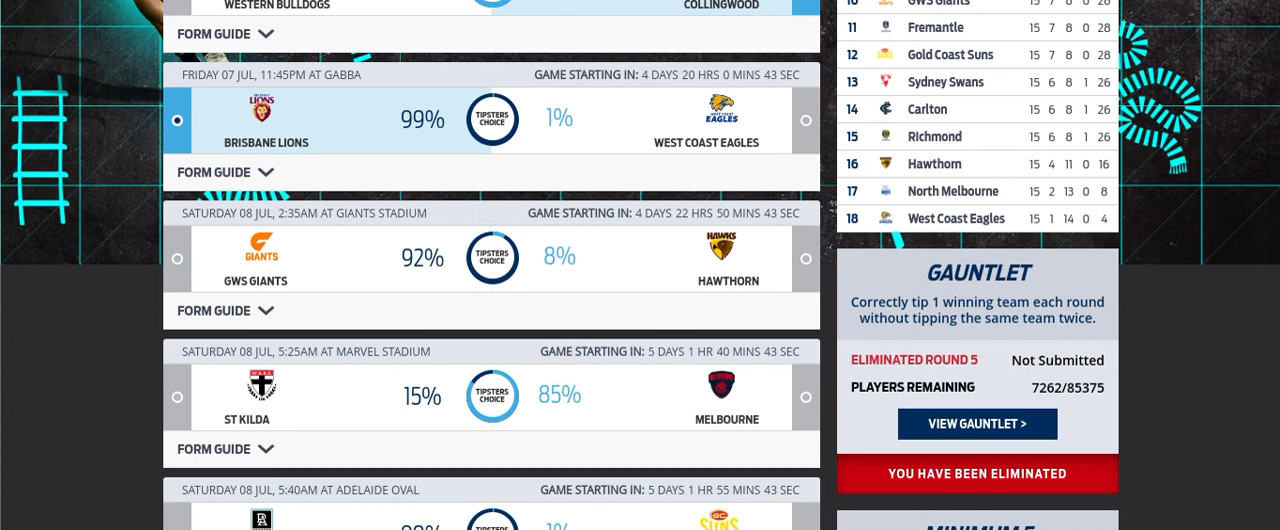 WESTERN BULLDOGS
COLLINGWOOD
FORM GUIDE
FRIDAY 07 JUL, 11:45PM AT GABBA
GAME STARTING IN: 4 DAYS 20 HRS 0 MINS 43 SEC
LIONS
99%
TIPSTERS
CHOICE
1%
EAGLES
BRISBANE LIONS
WEST COAST EAGLES
FORM GUIDE
SATURDAY 08 JUL, 2:35AM AT GIANTS STADIUM
GAME STARTING IN: 4 DAYS 22 HRS 50 MINS 43 SEC
GIANTS
92%
TIPSTERS
CHOICE
8%
HAWKS
GWS GIANTS
HAWTHORN
FORM GUIDE
SATURDAY 08 JUL, 5:25AM AT MARVEL STADIUM
GAME STARTING IN: 5 DAYS 1 HR 40 MINS 43 SEC
15%
TIPSTERS
CHOICE
85%
ST KILDA
MELBOURNE
FORM GUIDE
SATURDAY 08 JUL, 5:40AM AT ADELAIDE OVAL
GAME STARTING IN: 5 DAYS 1 HR 55 MINS 43 SEC
TIPSTERS
SUNS
10 GWS Giants 15 7 8 0 28
11 Fremantle 15 7 8 0 28
12 Gold Coast Suns 15 7 8 0 28
13 Sydney Swans 15 6 8 1 26
14 Carlton 15 6 8 1 26
15 Richmond 15 6 8 1 26
16 Hawthorn 15 4 11 0 16
17 North Melbourne 15 2 13 0 8
18 West Coast Eagles 15 1 14 0 4
GAUNTLET
Correctly tip 1 winning team each round
without tipping the same team twice.
ELIMINATED ROUND 5 Not Submitted
PLAYERS REMAINING 7262/85375
VIEW GAUNTLET >
YOU HAVE BEEN ELIMINATED